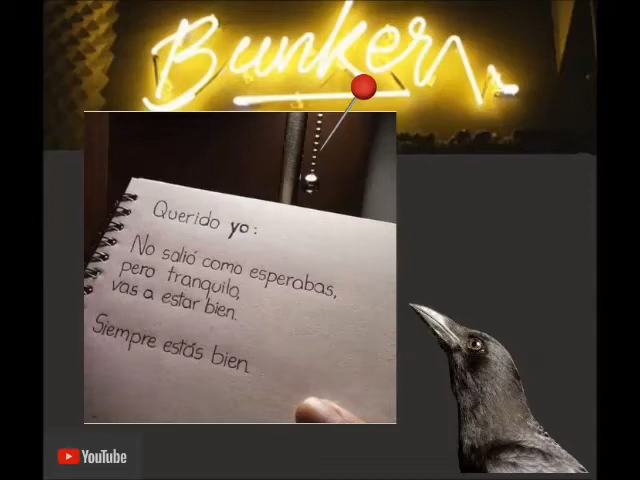 Bunker
Querido yo:
No salió como esperabas,
pero tranquilo,
vas a estar bien.
Siempre estás bien
YouTube